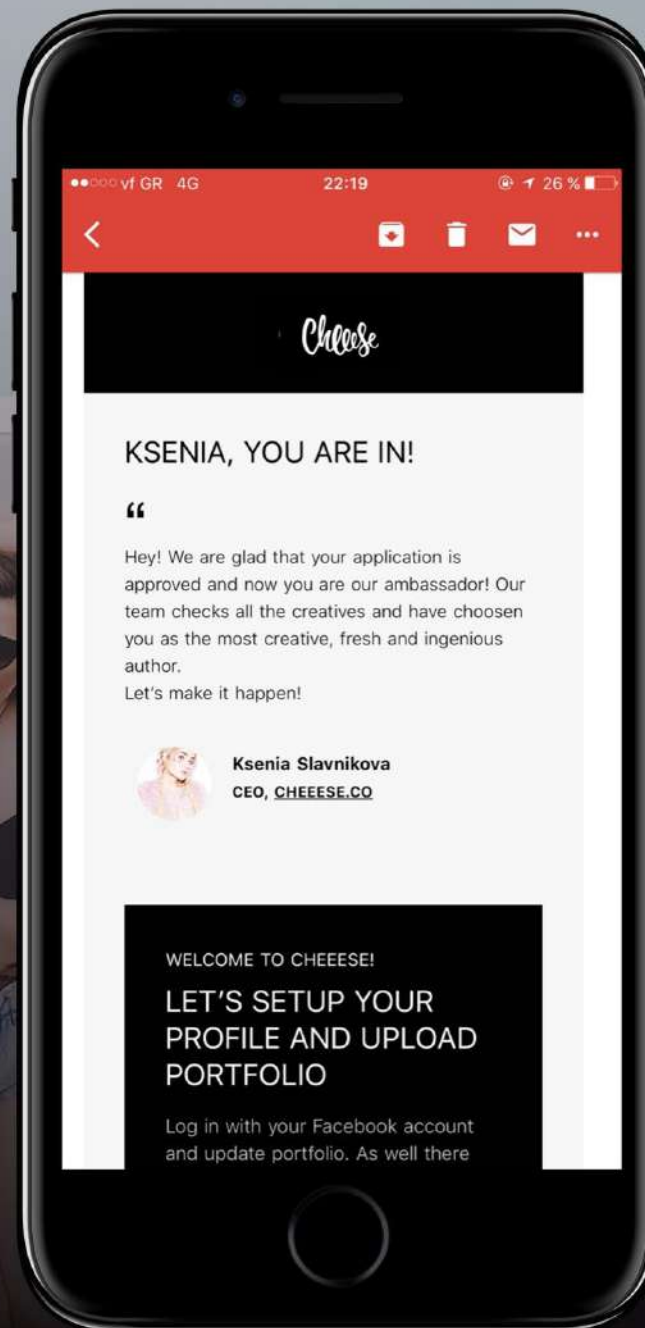 vf GR 4G 22:19 26 %
Cheeese
KSENIA, YOU ARE IN!
“
Hey! We are glad that your application is
approved and now you are our ambassador! Our
team checks all the creatives and have choosen
you as the most creative, fresh and ingenious
author.
Let's make it happen!
Ksenia Slavnikova
CEO, CHEEESE.CO
WELCOME TO CHEEESE!
LET'S SETUP YOUR
PROFILE AND UPLOAD
PORTFOLIO
Log in with your Facebook account
and update portfolio. As well there